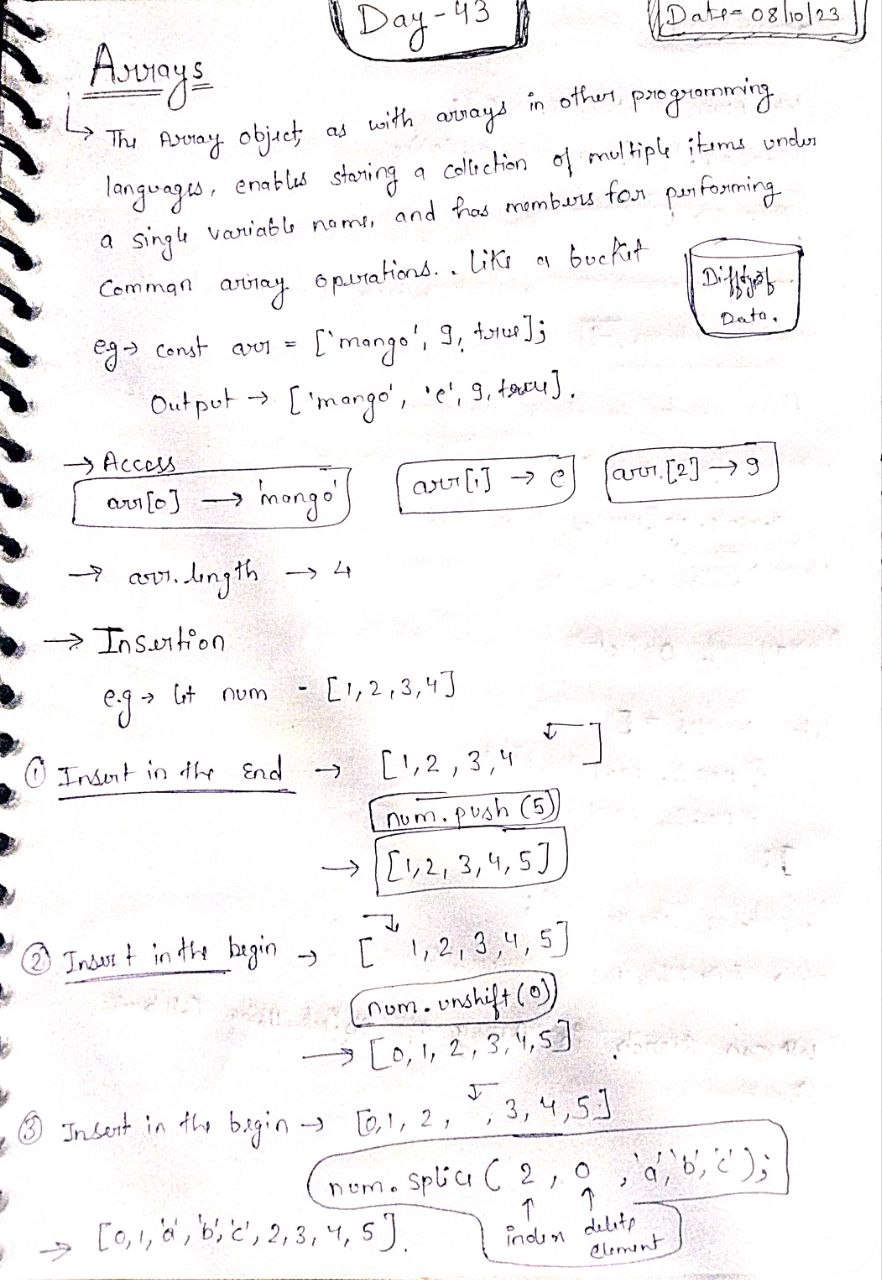 Day-43
Date= 08/10/23
Arrays
↳ The Array object, as with arrays in other programming
languages, enables storing a collection of multiple items under
a single variable name, and has members for performing
Common array operations.. Like a bucket
Different
Data.
e.g→ const arr = ['mango', 9, true];
Output → ['mango', 'e', 9, true].
→ Access
arr[0] → 'mango'
arr[1] → e
arr.[2] → 9
→ arr.length → 4
→ Insertion
e.g → let num - [1,2,3,4]
① Insert in the End → [1,2,3,4 ]
num.push (5)
→ [1,2,3,4,5]
② Insert in the begin → [ 1,2,3,4,5]
num.unshift(0)
→ [0,1,2,3,4,5]
③ Insert in the begin → [0,1,2, ,3,4,5]
num.splice ( 2, 0, 'a','b','c');
↑ ↑
index delete
Element
→ [0,1,'a','b','c',2,3,4,5].